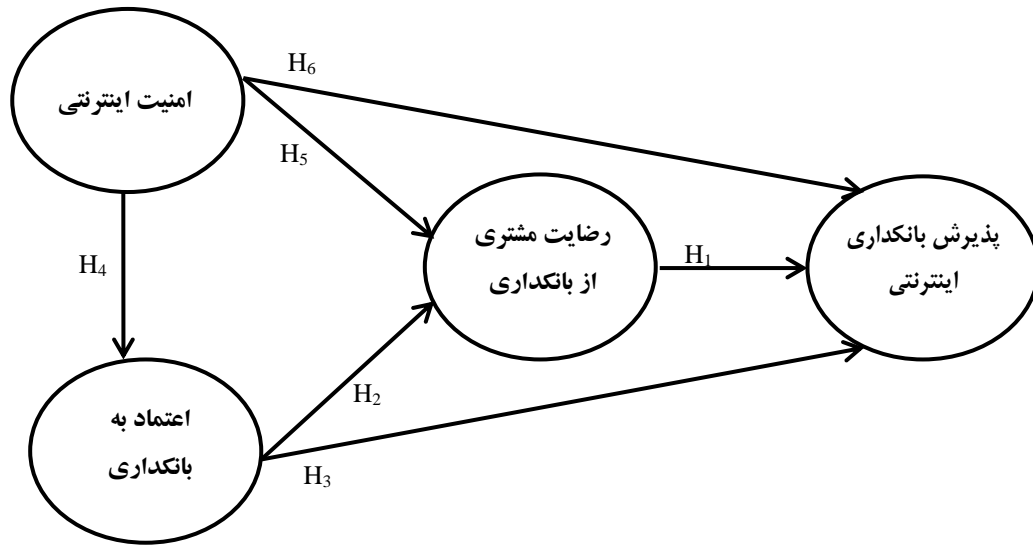 H₆
امنیت اینترنتی
H₅
رضایت مشتری
از بانکداری
پذیرش بانکداری
اینترنتی
H₁
H₄
H₂
اعتماد به
بانکداری
H₃